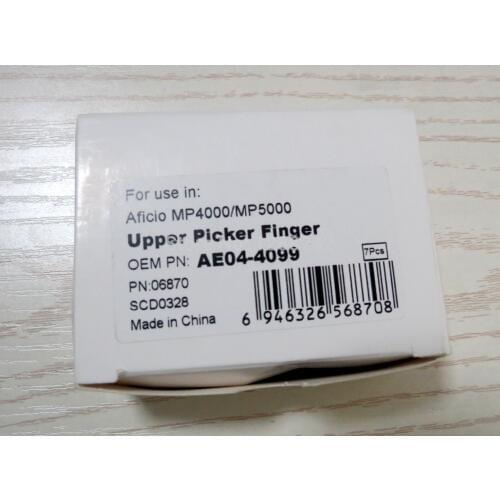 For use in:
Aficio MP4000/MP5000
Upper Picker Finger
OEM PN: AE04-4099
7Pcs
PN:06870
SCD0328
Made in China
6 946326 568708